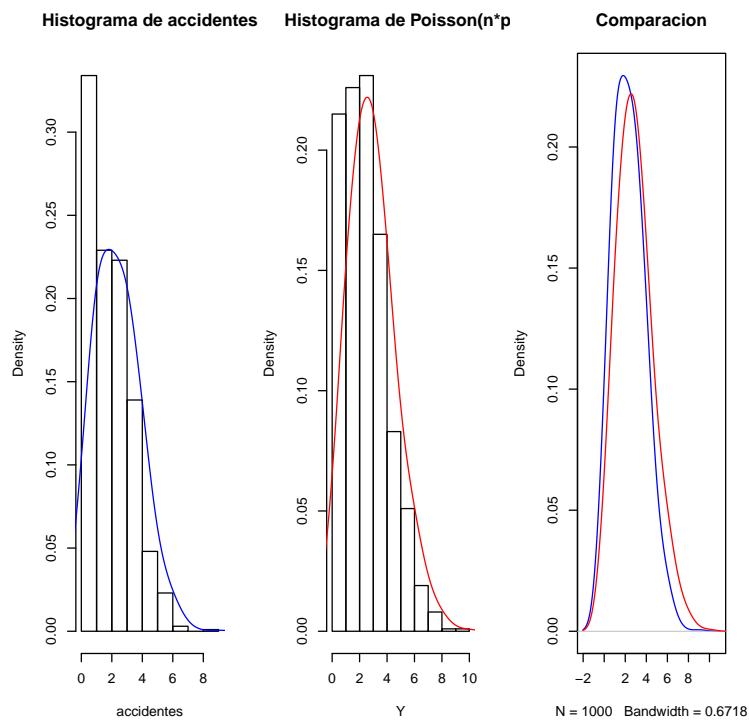 Histograma de accidentes
Density
0.00
0.05
0.10
0.15
0.20
0.25
0.30
0 2 4 6 8
accidentes
Histograma de Poisson(n*p
Density
0.00
0.05
0.10
0.15
0.20
0 2 4 6 8 10
Y
Comparacion
Density
0.00
0.05
0.10
0.15
0.20
−2 0 2 4 6 8
N = 1000 Bandwidth = 0.6718